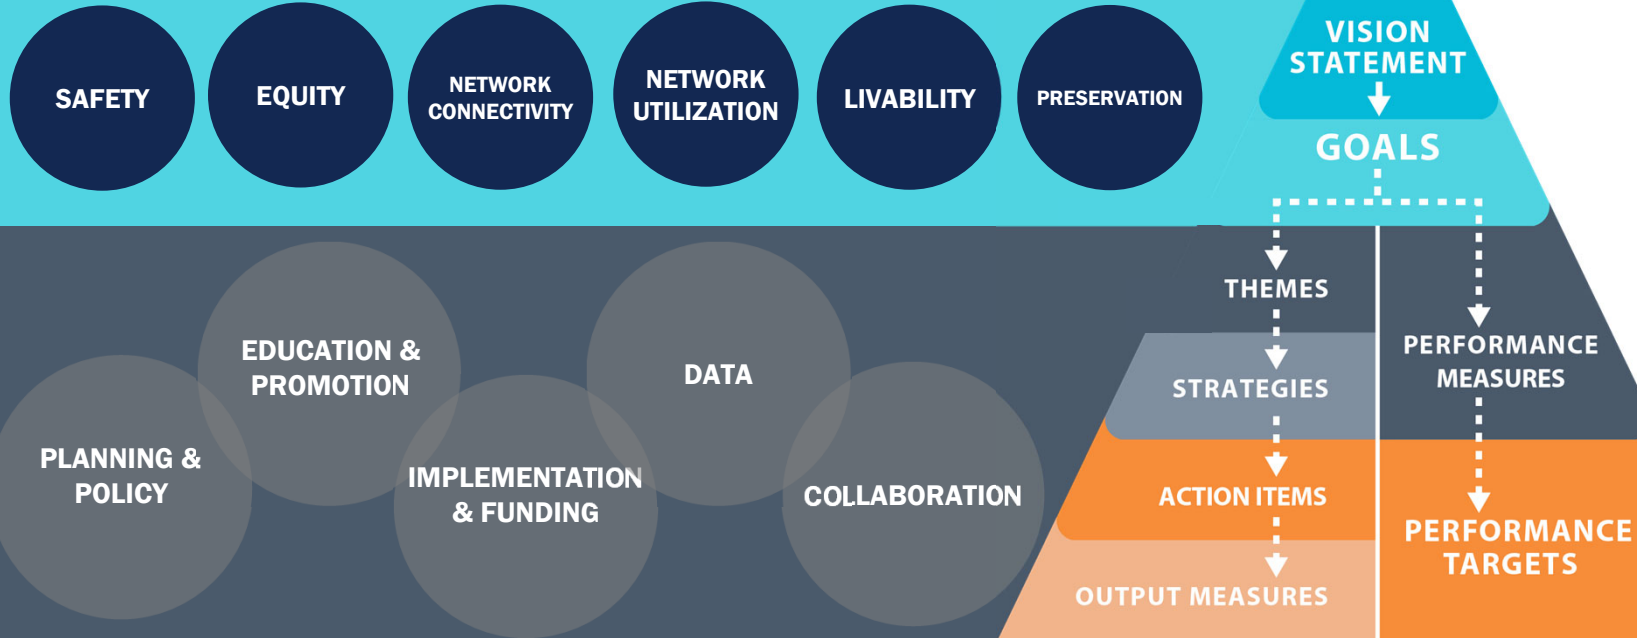 SAFETY
EQUITY
NETWORK
CONNECTIVITY
NETWORK
UTILIZATION
LIVABILITY
PRESERVATION
VISION
STATEMENT
GOALS
EDUCATION &
PROMOTION
DATA
PLANNING &
POLICY
IMPLEMENTATION
& FUNDING
COLLABORATION
THEMES
STRATEGIES
ACTION ITEMS
OUTPUT MEASURES
PERFORMANCE
MEASURES
PERFORMANCE
TARGETS